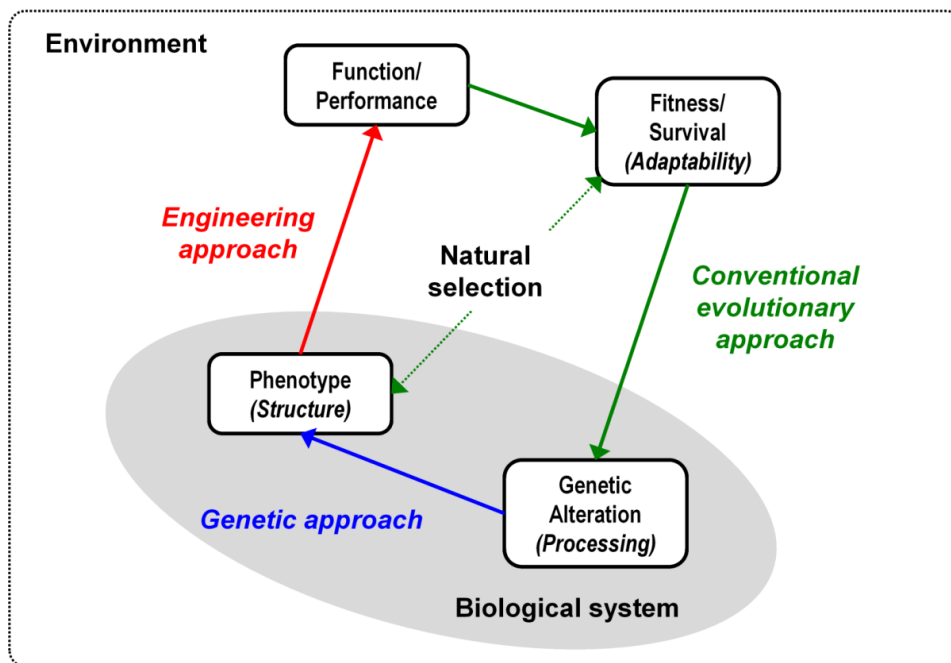 Environment
Function/
Performance
Fitness/
Survival
(Adaptability)
Engineering
approach
Natural
selection
Conventional
evolutionary
approach
Phenotype
(Structure)
Genetic
Alteration
(Processing)
Genetic approach
Biological system